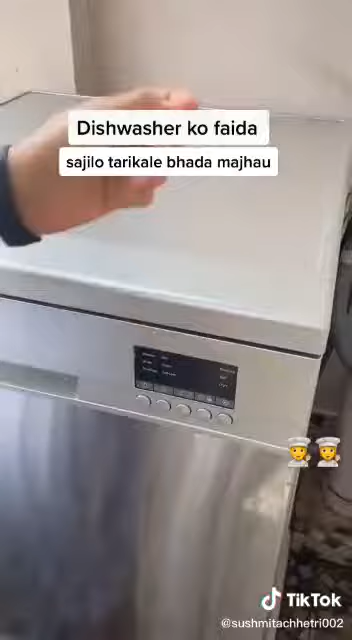 Dishwasher ko faida
sajilo tarikale bhada majhau
TikTok
@sushmitachhetri002